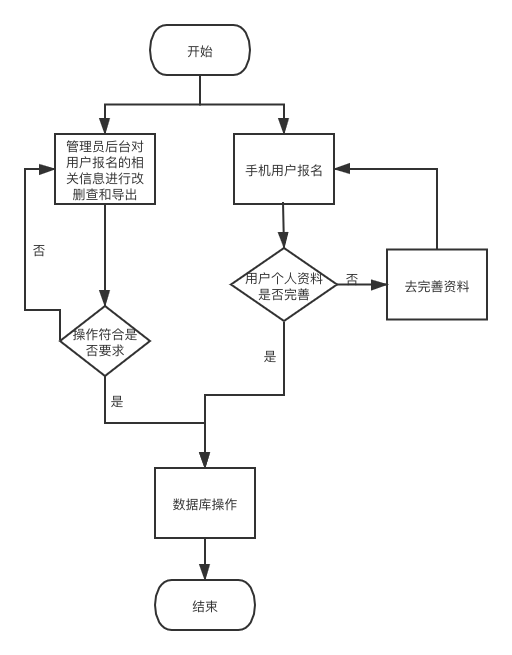 开始
管理员后台对
用户报名的相
关信息进行改
删查和导出
手机用户报名
否
用户个人资料
是否完善
否
去完善资料
操作符合是
否要求
是
是
数据库操作
结束